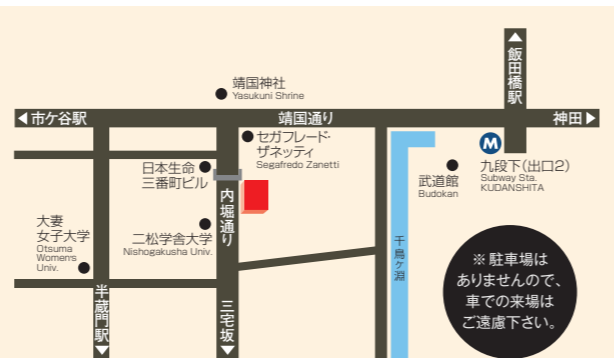 ▲飯田橋駅
靖国神社
Yasukuni Shrine
◀市ケ谷駅
靖国通り
神田▶
セガフレード・
ザネッティ
Segafredo Zanetti
M
九段下(出口2)
Subway Sta.
KUDANSHITA
武道館
Budokan
日本生命
三番町ビル
内堀通り
千鳥ヶ淵
大妻
女子大学
Otsuma
Womens
Univ.
二松学舎大学
Nishogakusha Univ.
半蔵門駅▼
三宅坂▼
※駐車場は
ありませんので、
車での来場は
ご遠慮下さい。